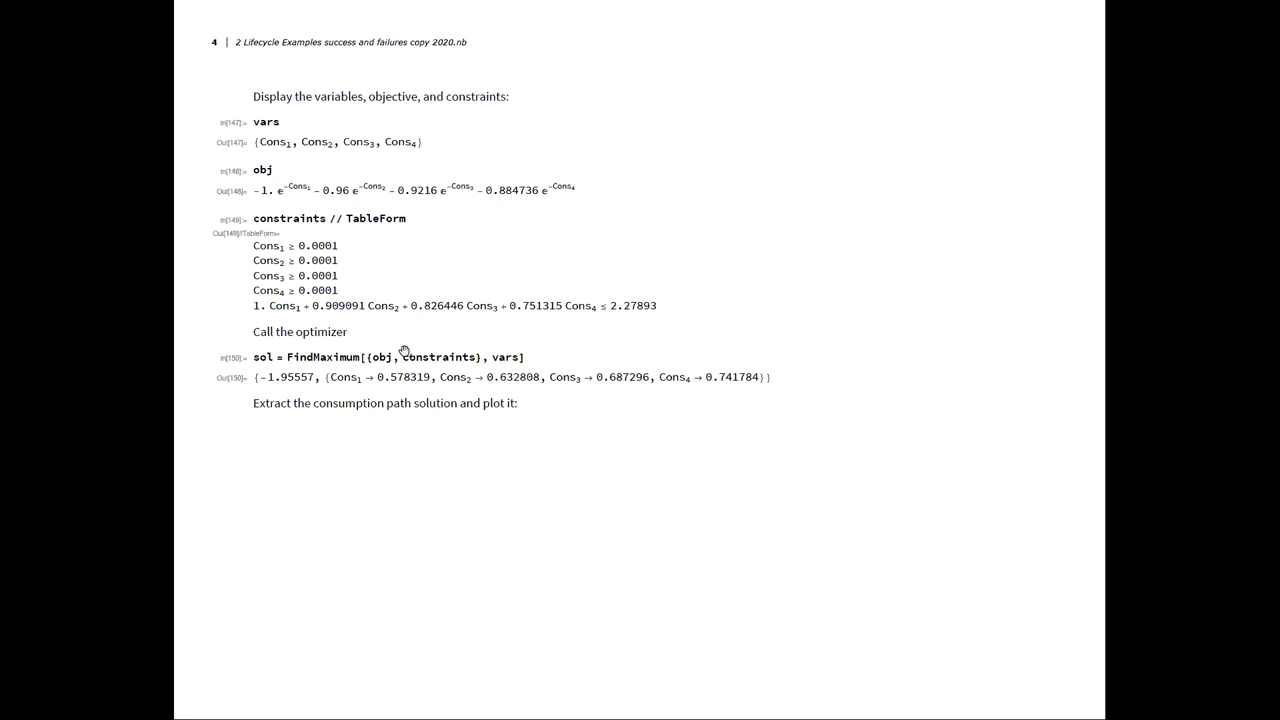 4 | 2 Lifecycle Examples success and failures copy 2020.nb
Display the variables, objective, and constraints:
In[147]:= vars
Out[147]= {Cons₁, Cons₂, Cons₃, Cons₄}
In[148]:= obj
Out[148]= -1. ⅇ^-Cons₁ - 0.96 ⅇ^-Cons₂ - 0.9216 ⅇ^-Cons₃ - 0.884736 ⅇ^-Cons₄
In[149]:= constraints // TableForm
Out[149]//TableForm=
Cons₁ ≥ 0.0001
Cons₂ ≥ 0.0001
Cons₃ ≥ 0.0001
Cons₄ ≥ 0.0001
1. Cons₁ + 0.909091 Cons₂ + 0.826446 Cons₃ + 0.751315 Cons₄ ≤ 2.27893
Call the optimizer
In[150]:= sol = FindMaximum[{obj, constraints}, vars]
Out[150]= {-1.95557, {Cons₁ → 0.578319, Cons₂ → 0.632808, Cons₃ → 0.687296, Cons₄ → 0.741784}}
Extract the consumption path solution and plot it: